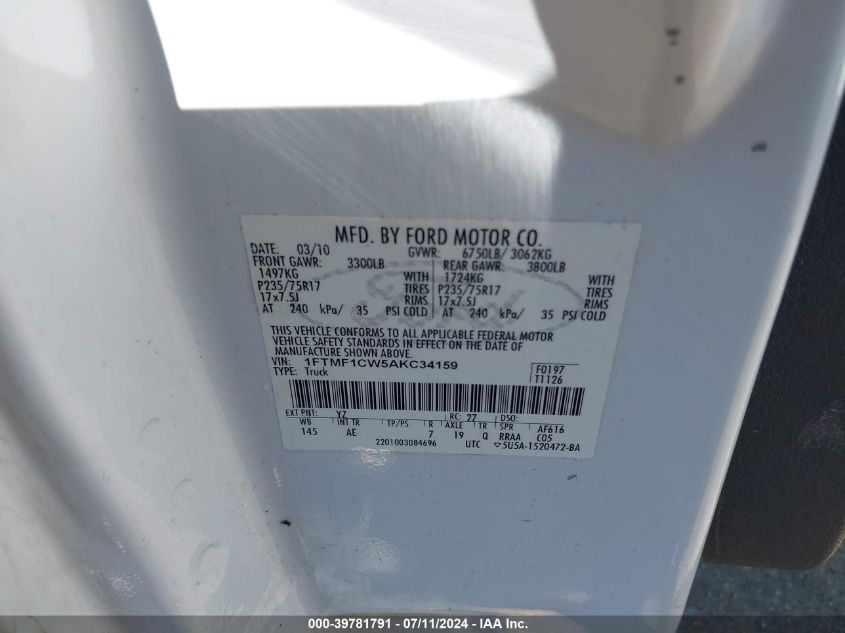 MFD. BY FORD MOTOR CO.
DATE: 03/10 GVWR: 6750LB/ 3062KG
FRONT GAWR: 3300LB REAR GAWR: 3800LB
1497KG WITH 1724KG WITH
P235/75R17 TIRES P235/75R17 TIRES
17x7.5J RIMS 17x7.5J RIMS
AT 240 kPa/ 35 PSI COLD AT 240 kPa/ 35 PSI COLD
THIS VEHICLE CONFORMS TO ALL APPLICABLE FEDERAL MOTOR
VEHICLE SAFETY STANDARDS IN EFFECT ON THE DATE OF
MANUFACTURE SHOWN ABOVE.
VIN: 1FTMF1CW5AKC34159 F0197
TYPE: Truck T1126
EXT PNT: YZ RC: 27 DSO:
WB INT TR TP/PS R AXLE TR SPR AF616
145 AE 7 19 Q RRAA C05
2201003084696 UTC ▽5U5A-1520472-BA
000-39781791 - 07/11/2024 - IAA Inc.